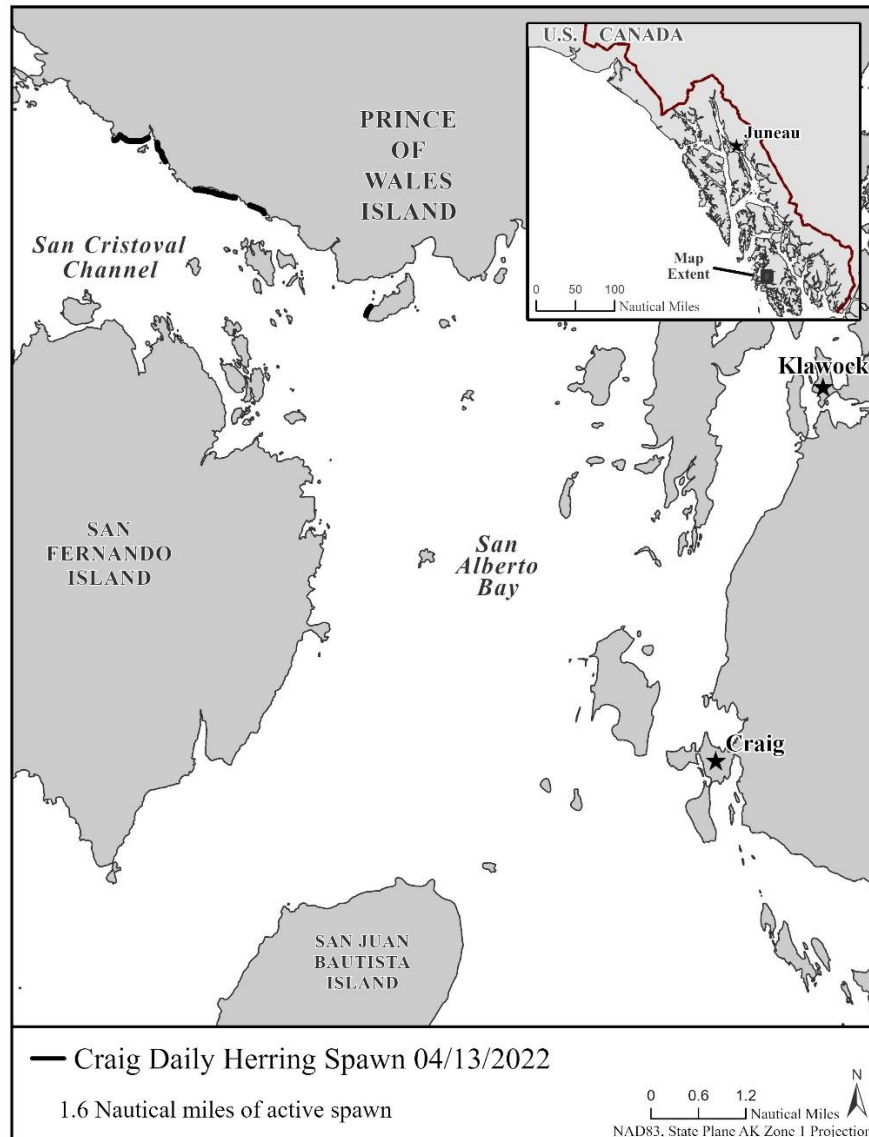 U.S. CANADA
Juneau
Map
Extent
0 50 100
Nautical Miles
PRINCE
OF
WALES
ISLAND
San Cristoval
Channel
Klawock
SAN
FERNANDO
ISLAND
San
Alberto
Bay
Craig
SAN JUAN
BAUTISTA
ISLAND
Craig Daily Herring Spawn 04/13/2022
1.6 Nautical miles of active spawn
N
0 0.6 1.2
Nautical Miles
NAD83, State Plane AK Zone 1 Projection